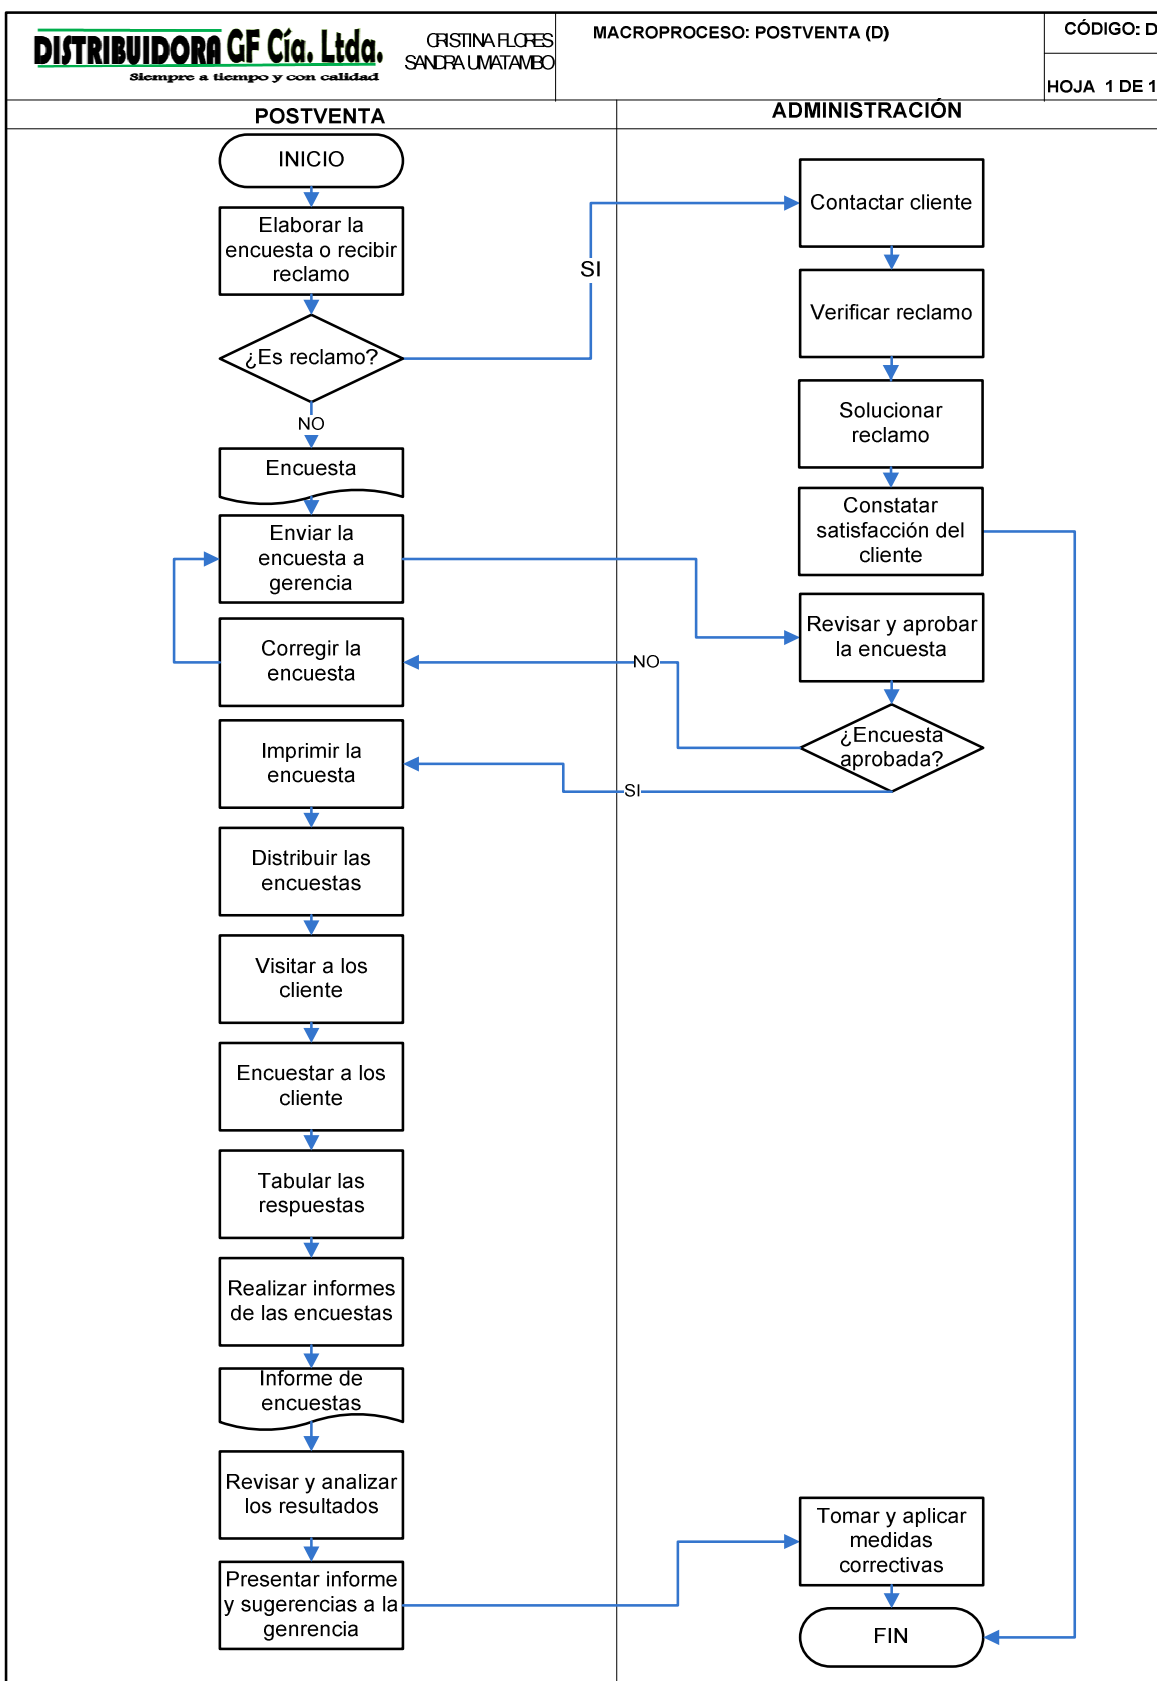 DISTRIBUIDORA GF Cía. Ltda.
Siempre a tiempo y con calidad
CRISTINA FLORES
SANDRA UMATAMBO
MACROPROCESO: POSTVENTA (D)
CÓDIGO: D
HOJA 1 DE 1
POSTVENTA
ADMINISTRACIÓN
INICIO
Elaborar la
encuesta o recibir
reclamo
¿Es reclamo?
SI
NO
Encuesta
Enviar la
encuesta a
gerencia
Corregir la
encuesta
Imprimir la
encuesta
Distribuir las
encuestas
Visitar a los
cliente
Encuestar a los
cliente
Tabular las
respuestas
Realizar informes
de las encuestas
Informe de
encuestas
Revisar y analizar
los resultados
Presentar informe
y sugerencias a la
genrencia
Contactar cliente
Verificar reclamo
Solucionar
reclamo
Constatar
satisfacción del
cliente
Revisar y aprobar
la encuesta
NO
¿Encuesta
aprobada?
SI
Tomar y aplicar
medidas
correctivas
FIN